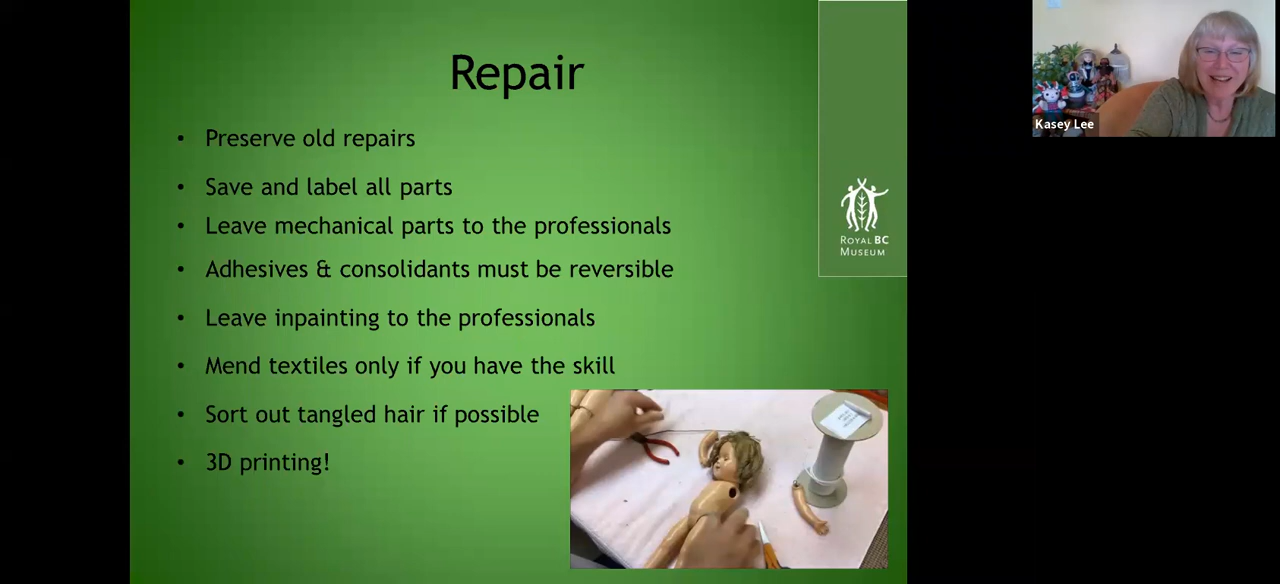 Repair
• Preserve old repairs
• Save and label all parts
• Leave mechanical parts to the professionals
• Adhesives & consolidants must be reversible
• Leave inpainting to the professionals
• Mend textiles only if you have the skill
• Sort out tangled hair if possible
• 3D printing!
ROYAL BC
MUSEUM
Kasey Lee